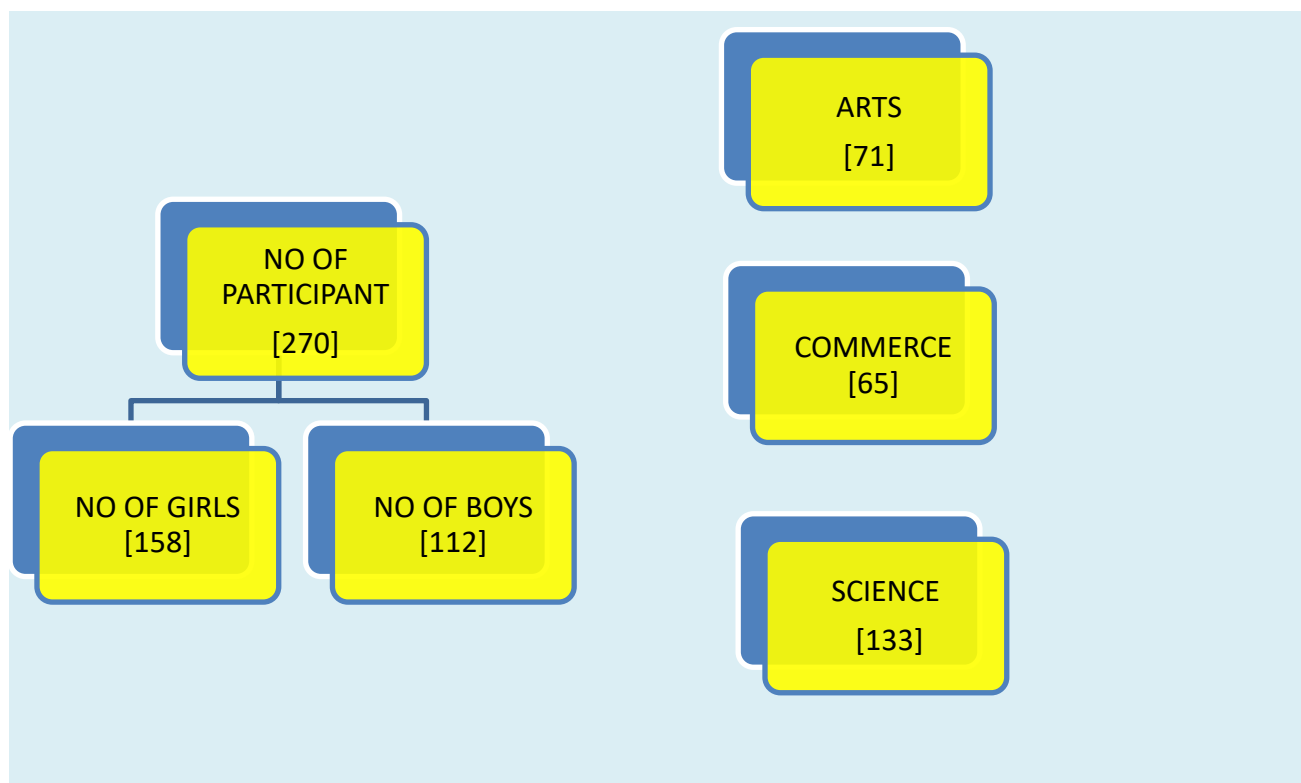 NO OF
PARTICIPANT
[270]
NO OF GIRLS
[158]
NO OF BOYS
[112]
ARTS
[71]
COMMERCE
[65]
SCIENCE
[133]